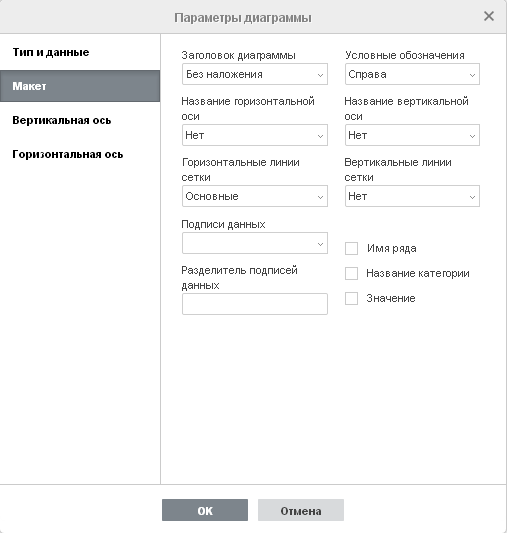 Параметры диаграммы
Тип и данные
Макет
Вертикальная ось
Горизонтальная ось
Заголовок диаграммы
Без наложения
Условные обозначения
Справа
Название горизонтальной
оси
Нет
Название вертикальной
оси
Нет
Горизонтальные линии
сетки
Основные
Вертикальные линии
сетки
Нет
Подписи данных
Имя ряда
Название категории
Значение
Разделитель подписей
данных
OK
Отмена